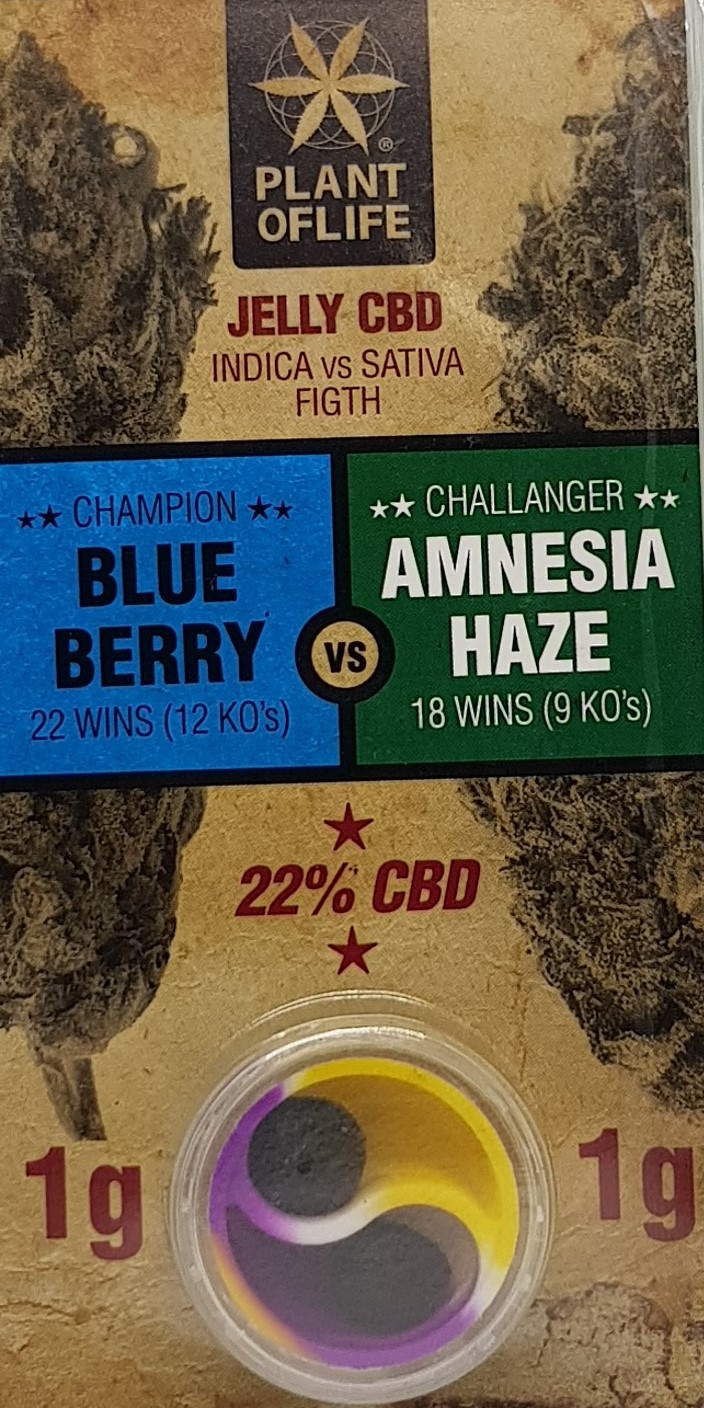 ®
PLANT
OFLIFE
JELLY CBD
INDICA vs SATIVA
FIGTH
★★ CHAMPION ★★
BLUE
BERRY
22 WINS (12 KO's)
VS
★★ CHALLANGER ★★
AMNESIA
HAZE
18 WINS (9 KO's)
★
22% CBD
★
1g
1g